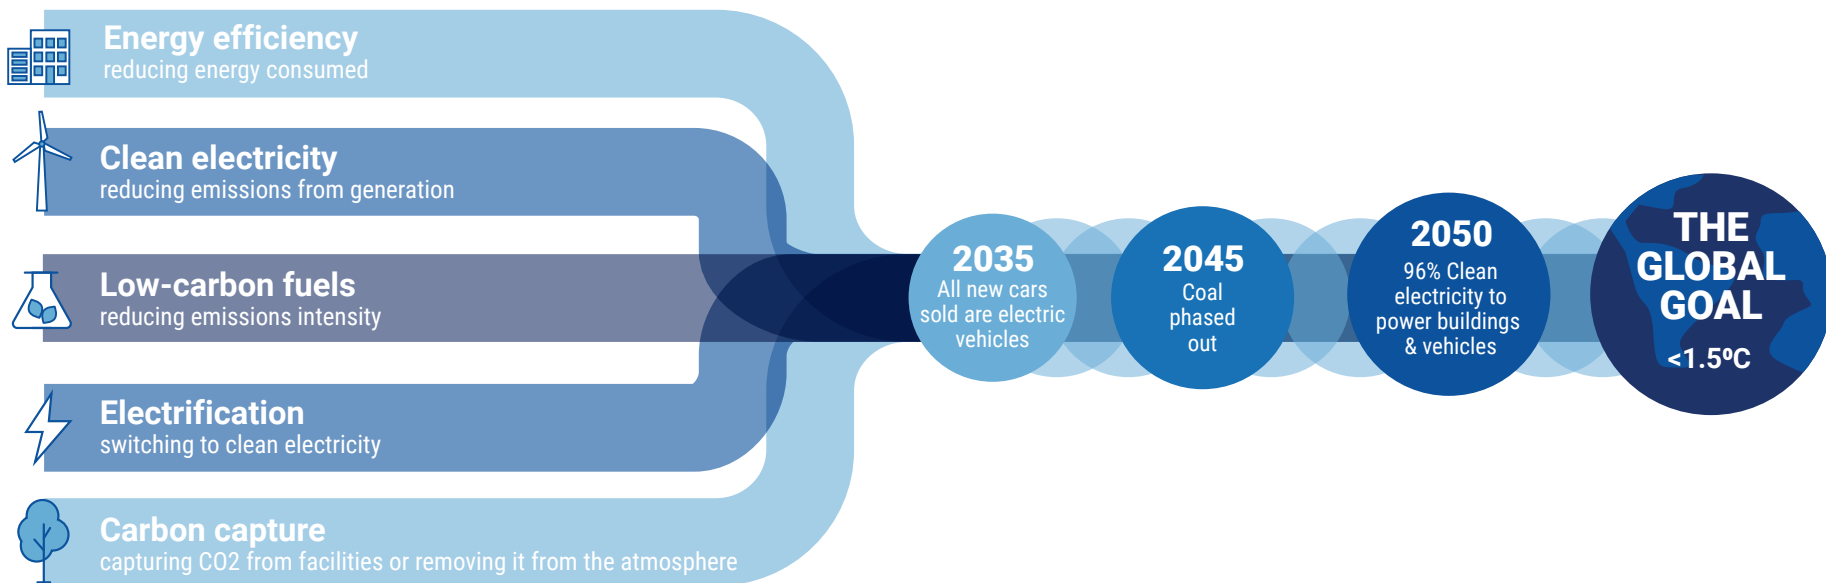 Energy efficiency
reducing energy consumed
Clean electricity
reducing emissions from generation
Low-carbon fuels
reducing emissions intensity
Electrification
switching to clean electricity
Carbon capture
capturing CO2 from facilities or removing it from the atmosphere
2035
All new cars
sold are electric
vehicles
2045
Coal
phased
out
2050
96% Clean
electricity to
power buildings
& vehicles
THE
GLOBAL
GOAL
<1.5ºC